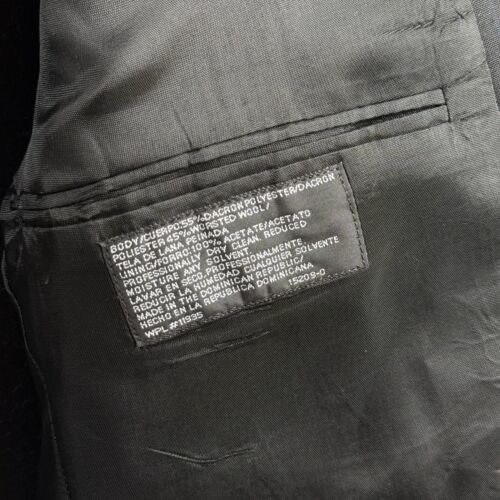 BODY/CUERPO:55%DACRON POLYESTER/DACRON
POLIESTER 45%WORSTED WOOL/
TELA DE LANA PEINADA
LINING/FORRO:100% ACETATE/ACETATO
PROFESSIONALLY DRY CLEAN. REDUCED
MOISTURE ANY SOLVENT.
LAVAR EN SECO-PROFESSIONALMENTE
REDUCIR LA HUMEDAD CUALQUIER SOLVENTE
MADE IN THE DOMINICAN REPUBLIC/
HECHO EN LA REPUBLICA DOMINICANA
WPL #11935 15209-0